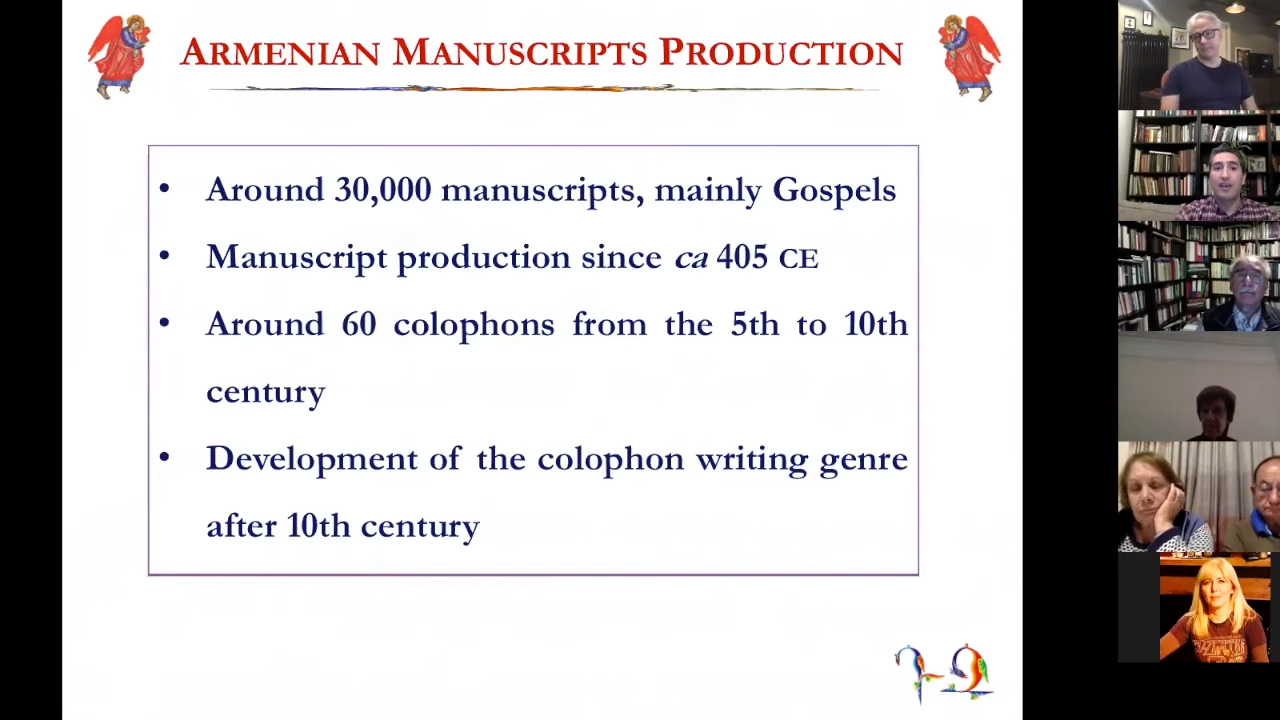 ARMENIAN MANUSCRIPTS PRODUCTION
• Around 30,000 manuscripts, mainly Gospels
• Manuscript production since ca 405 CE
• Around 60 colophons from the 5th to 10th
century
• Development of the colophon writing genre
after 10th century